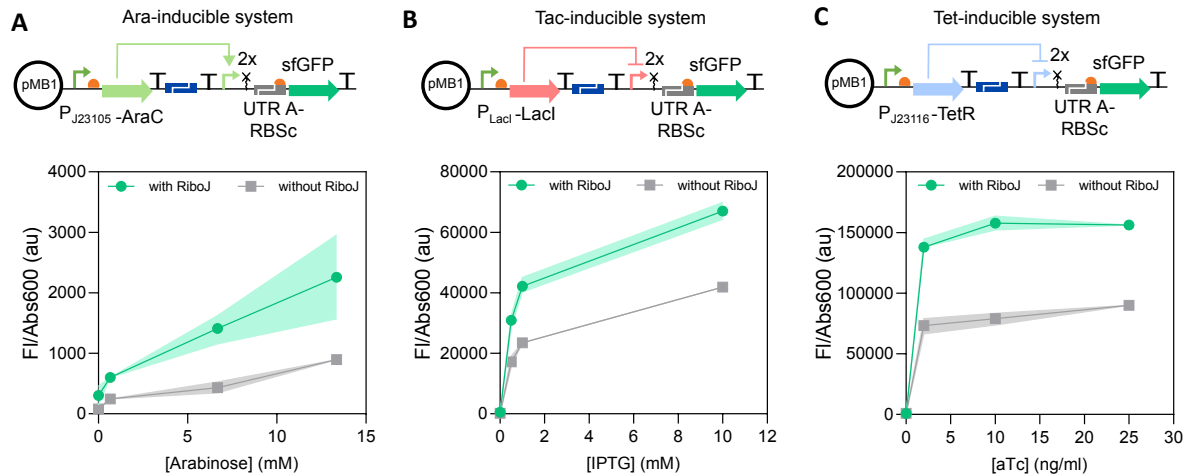 A
Ara-inducible system
pMB1
2x
sfGFP
P_J23105 -AraC
UTR A-
RBSc
with RiboJ
without RiboJ
FI/Abs600 (au)
4000
3000
2000
1000
0
0
5
10
15
[Arabinose] (mM)
B
Tac-inducible system
pMB1
2x
sfGFP
P_LacI -LacI
UTR A-
RBSc
with RiboJ
without RiboJ
FI/Abs600 (au)
80000
60000
40000
20000
0
0
2
4
6
8
10
12
[IPTG] (mM)
C
Tet-inducible system
pMB1
2x
sfGFP
P_J23116-TetR
UTR A-
RBSc
with RiboJ
without RiboJ
FI/Abs600 (au)
200000
150000
100000
50000
0
0
5
10
15
20
25
30
[aTc] (ng/ml)